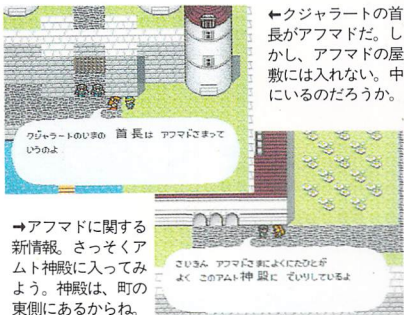 ←クジャラートの首
長がアフマドだ。し
かし、アフマドの屋
敷には入れない。中
にいるのだろうか。
クジャラートのいまの 首長は アフマドさまって
いうのよ
→アフマドに関する
新情報。さっそくア
ムト神殿に入ってみ
よう。神殿は、町の
東側にあるからね。
さいきん アフマドさまによくにたひとが
よく このアムト神殿に でいりしているよ